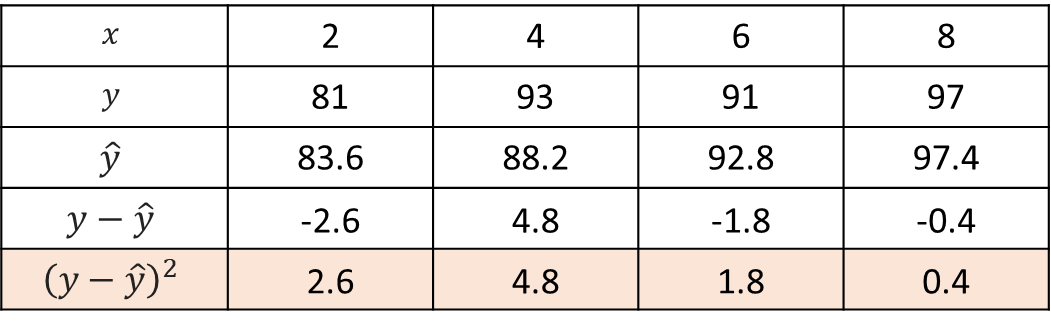 x 2 4 6 8
y 81 93 91 97
ŷ 83.6 88.2 92.8 97.4
y − ŷ -2.6 4.8 -1.8 -0.4
(y − ŷ)² 2.6 4.8 1.8 0.4